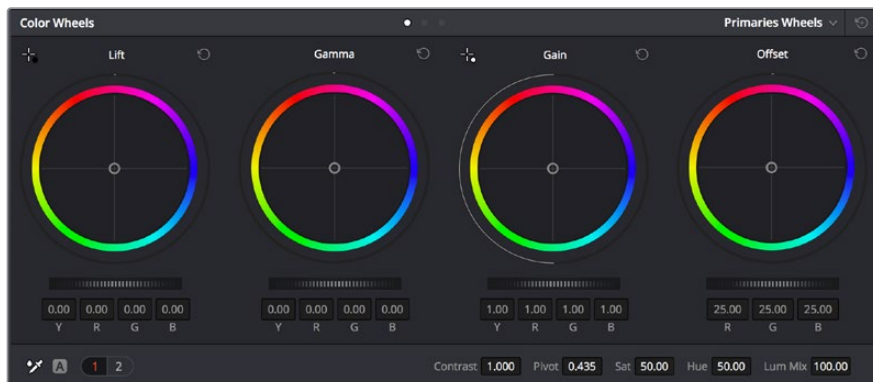 Color Wheels Primaries Wheels
Lift Gamma Gain Offset
0.00 0.00 0.00 0.00 0.00 0.00 0.00 0.00 1.00 1.00 1.00 1.00 25.00 25.00 25.00
Y R G B Y R G B Y R G B R G B
A 1 2 Contrast 1.000 Pivot 0.435 Sat 50.00 Hue 50.00 Lum Mix 100.00